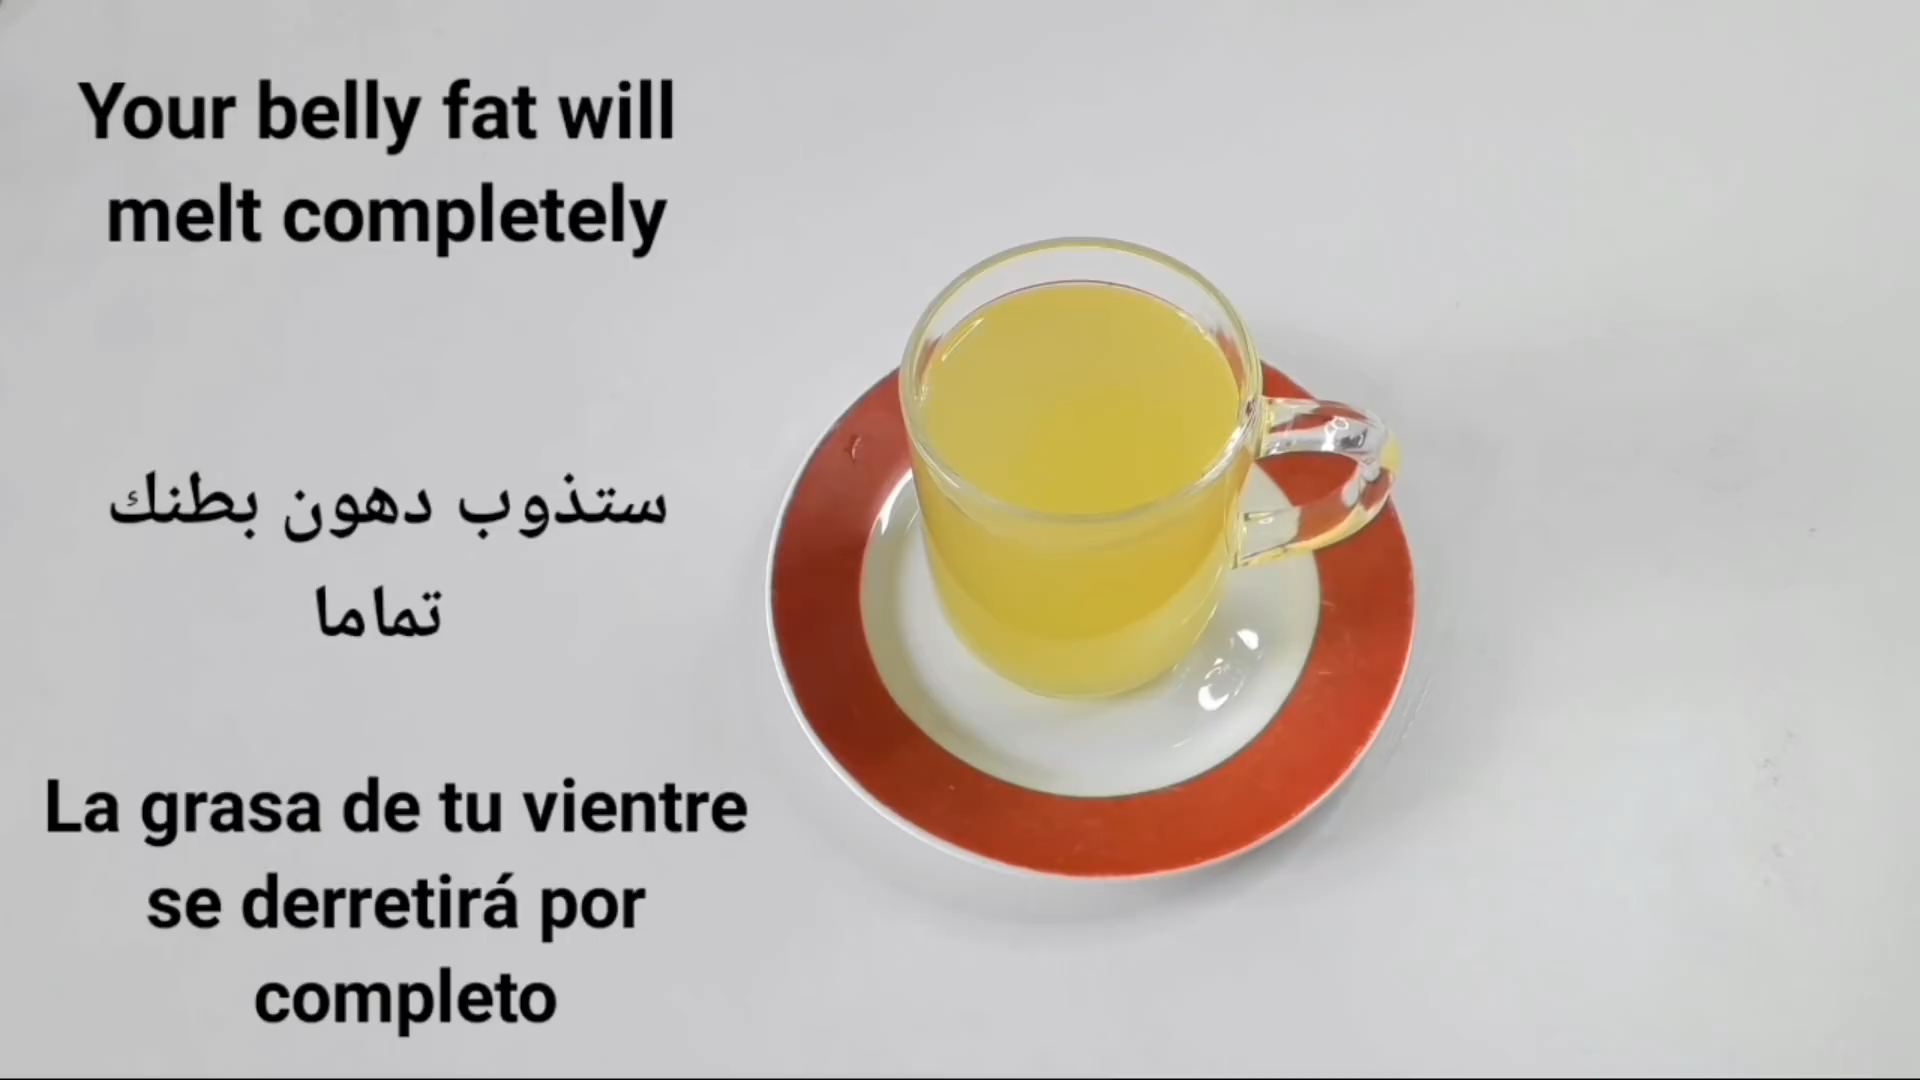 Your belly fat will
melt completely
ستذوب دهون بطنك
تماما
La grasa de tu vientre
se derretirá por
completo